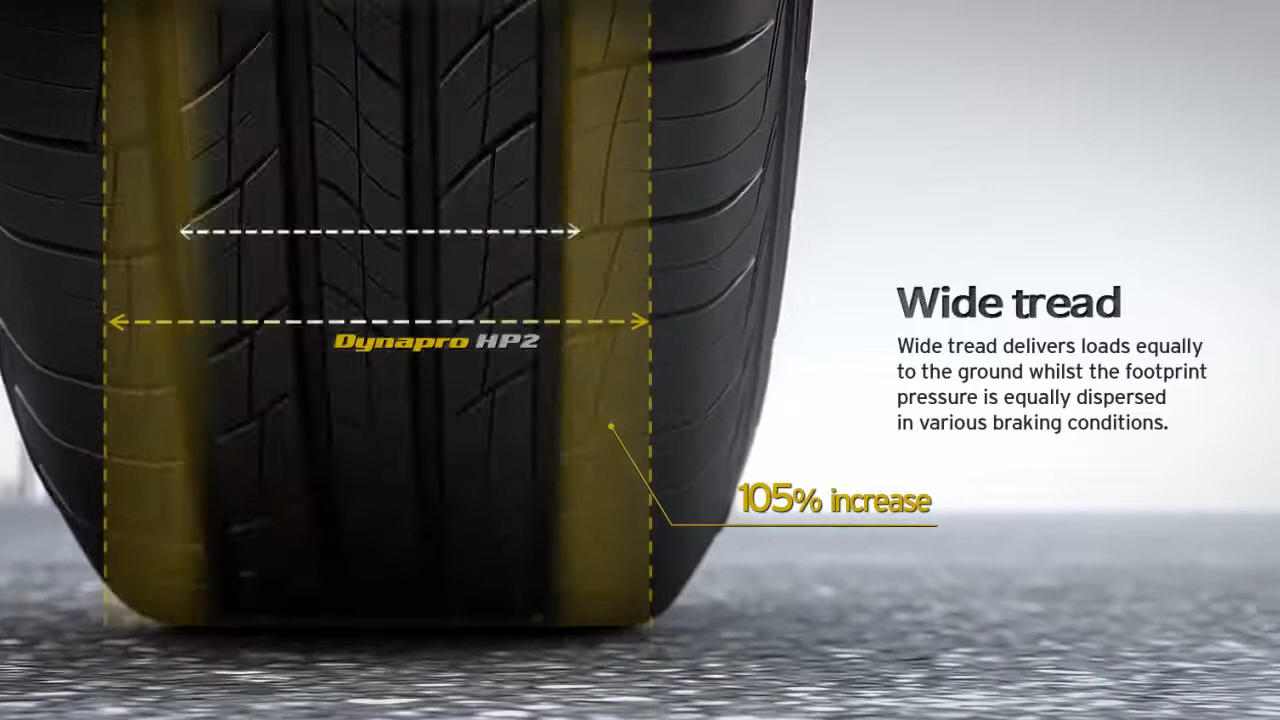 Dynapro HP2
Wide tread
Wide tread delivers loads equally
to the ground whilst the footprint
pressure is equally dispersed
in various braking conditions.
105% increase